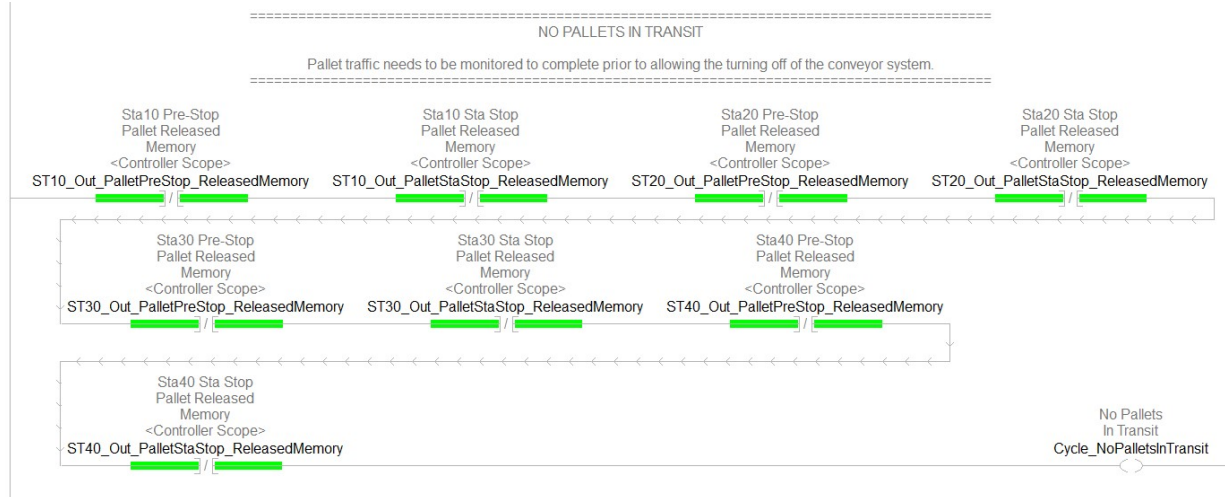 ==========================================================================
NO PALLETS IN TRANSIT
Pallet traffic needs to be monitored to complete prior to allowing the turning off of the conveyor system.
==========================================================================
Sta10 Pre-Stop
Pallet Released
Memory
<Controller Scope>
ST10_Out_PalletPreStop_ReleasedMemory
Sta10 Sta Stop
Pallet Released
Memory
<Controller Scope>
ST10_Out_PalletStaStop_ReleasedMemory
Sta20 Pre-Stop
Pallet Released
Memory
<Controller Scope>
ST20_Out_PalletPreStop_ReleasedMemory
Sta20 Sta Stop
Pallet Released
Memory
<Controller Scope>
ST20_Out_PalletStaStop_ReleasedMemory
Sta30 Pre-Stop
Pallet Released
Memory
<Controller Scope>
ST30_Out_PalletPreStop_ReleasedMemory
Sta30 Sta Stop
Pallet Released
Memory
<Controller Scope>
ST30_Out_PalletStaStop_ReleasedMemory
Sta40 Pre-Stop
Pallet Released
Memory
<Controller Scope>
ST40_Out_PalletPreStop_ReleasedMemory
Sta40 Sta Stop
Pallet Released
Memory
<Controller Scope>
ST40_Out_PalletStaStop_ReleasedMemory
No Pallets
In Transit
Cycle_NoPalletsInTransit